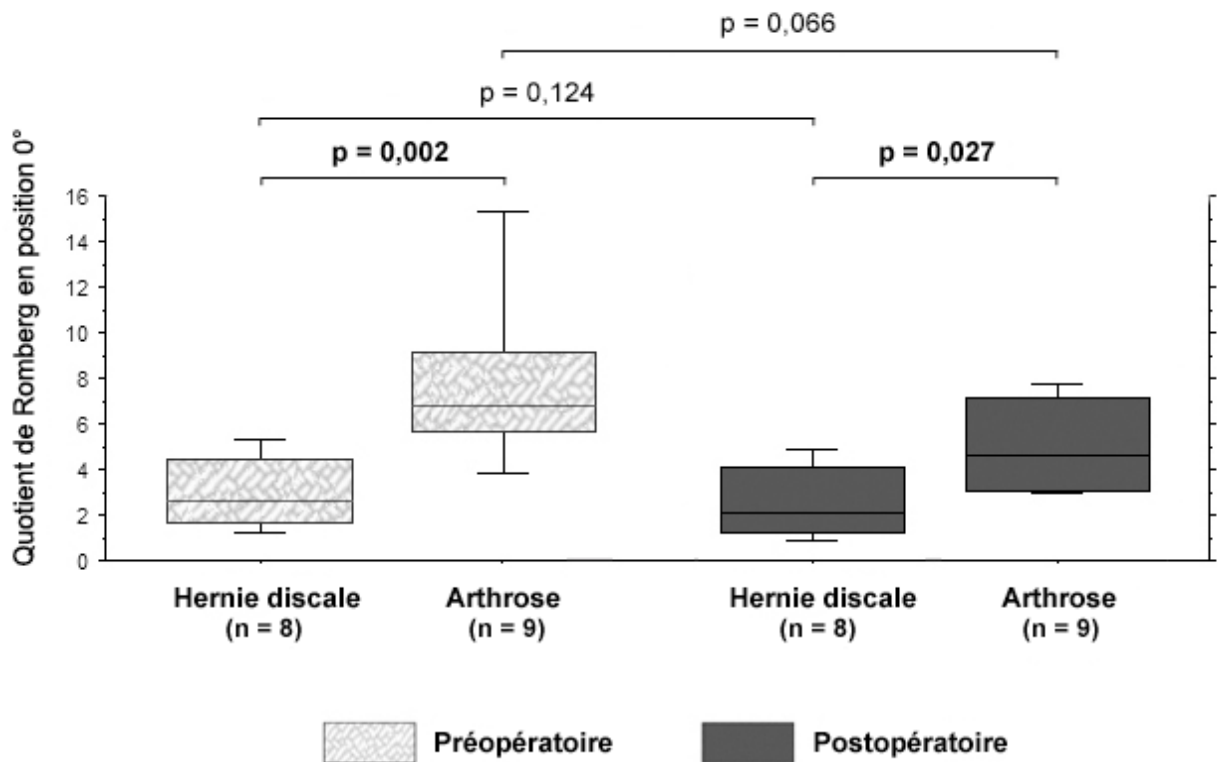 p = 0,066
p = 0,124
p = 0,002
p = 0,027
Quotient de Romberg en position 0°
16
14
12
10
8
6
4
2
0
Hernie discale Arthrose Hernie discale Arthrose
(n = 8) (n = 9) (n = 8) (n = 9)
Préopératoire Postopératoire